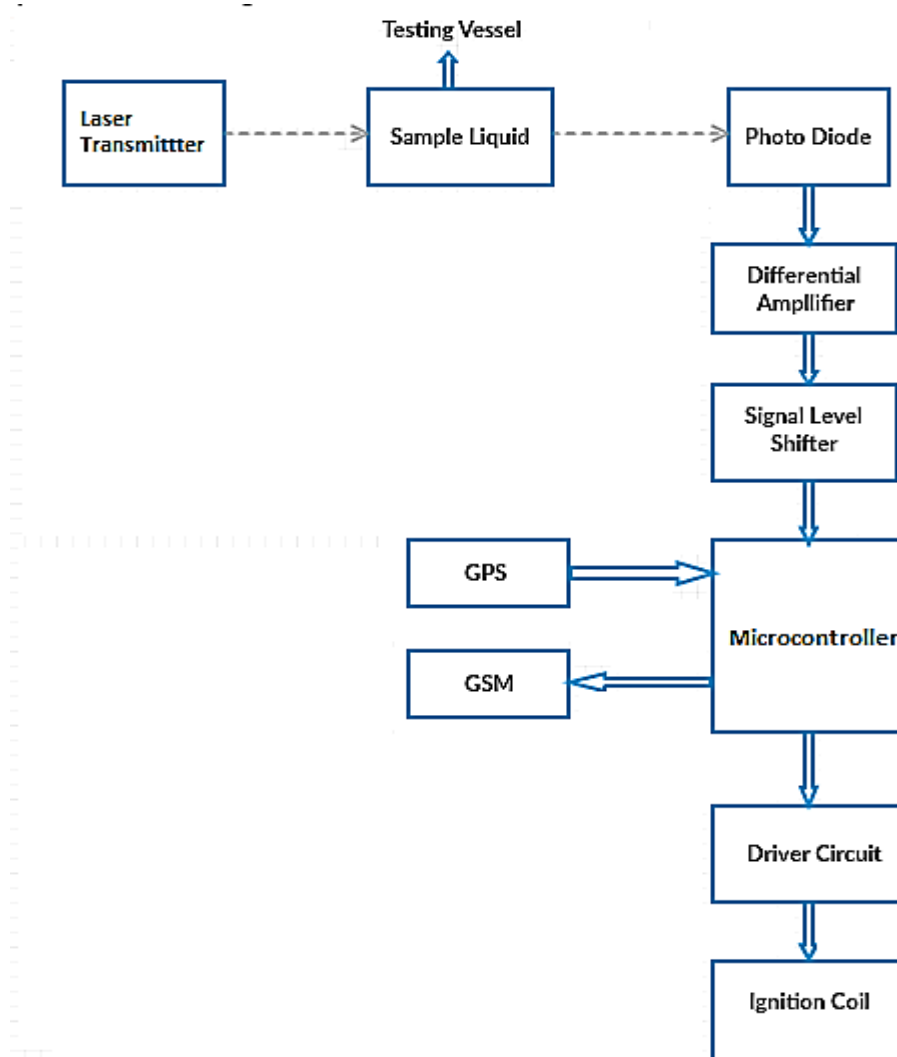 Testing Vessel
Laser
Transmittter
Sample Liquid
Photo Diode
Differential
Ampllifier
Signal Level
Shifter
GPS
Microcontroller
GSM
Driver Circuit
Ignition Coil